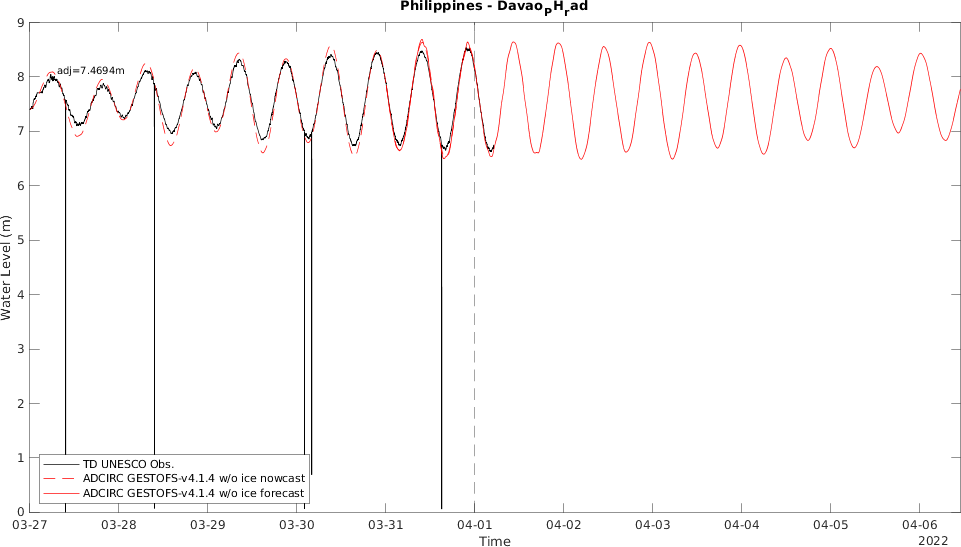 Philippines - DavaoPHrad
9
8
7
6
5
4
3
2
1
0
Water Level (m)
adj=7.4694m
TD UNESCO Obs.
ADCIRC GESTOFS-v4.1.4 w/o ice nowcast
ADCIRC GESTOFS-v4.1.4 w/o ice forecast
03-27 03-28 03-29 03-30 03-31 04-01 04-02 04-03 04-04 04-05 04-06
Time
2022